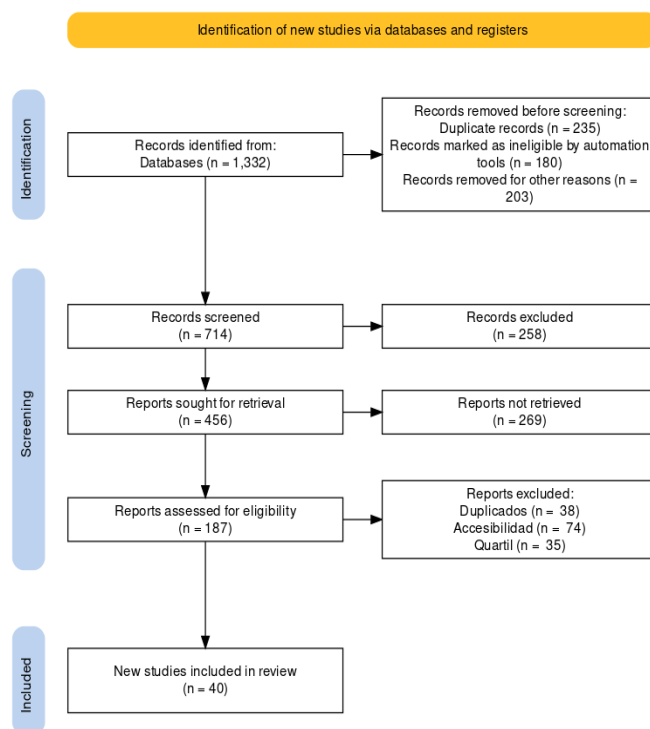 Identification of new studies via databases and registers
Identification
Records identified from:
Databases (n = 1,332)
Records removed before screening:
Duplicate records (n = 235)
Records marked as ineligible by automation
tools (n = 180)
Records removed for other reasons (n =
203)
Screening
Records screened
(n = 714)
Records excluded
(n = 258)
Reports sought for retrieval
(n = 456)
Reports not retrieved
(n = 269)
Reports assessed for eligibility
(n = 187)
Reports excluded:
Duplicados (n = 38)
Accesibilidad (n = 74)
Quartil (n = 35)
Included
New studies included in review
(n = 40)